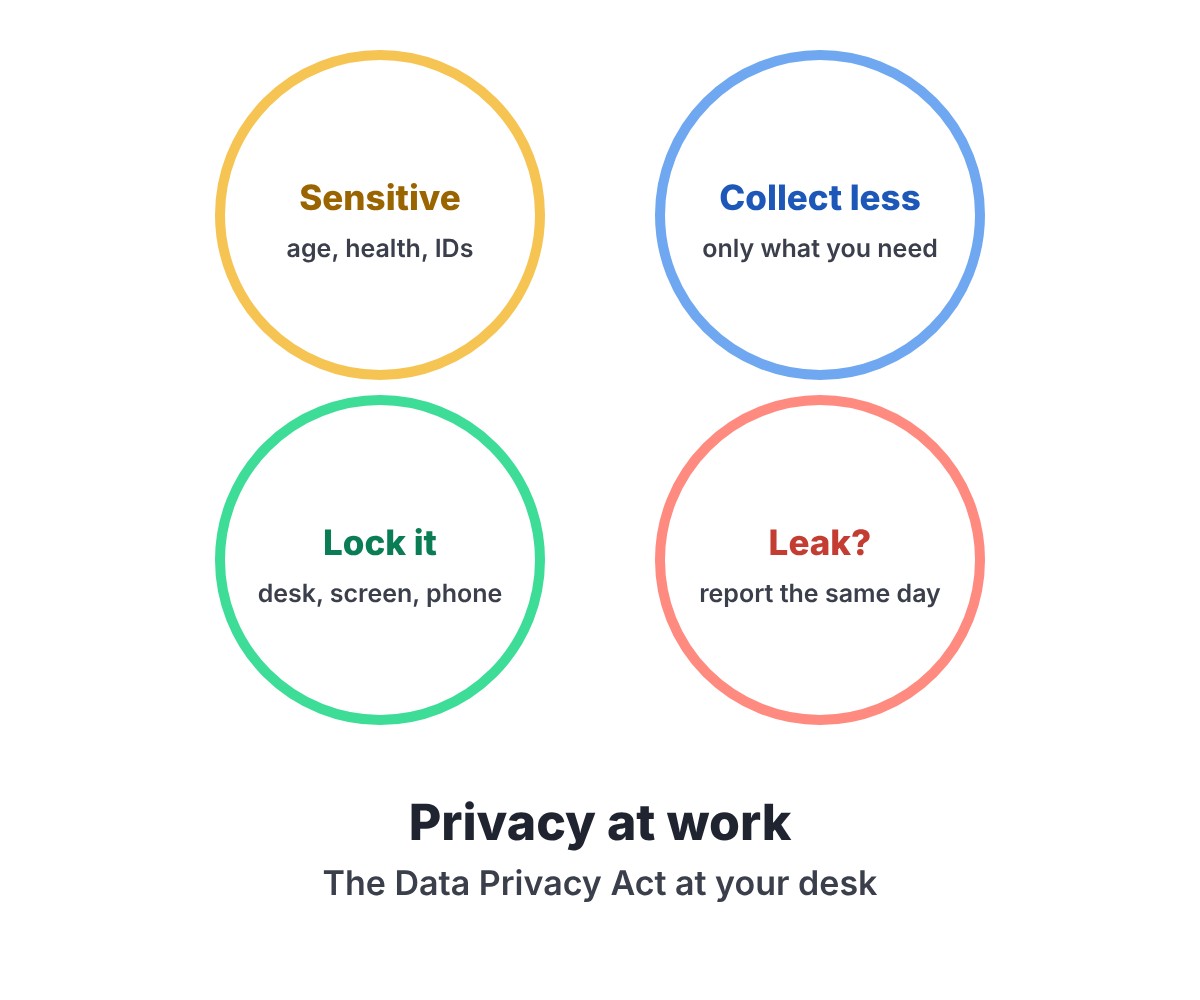 Sensitive
age, health, IDs
Collect less
only what you need
Lock it
desk, screen, phone
Leak?
report the same day
Privacy at work
The Data Privacy Act at your desk